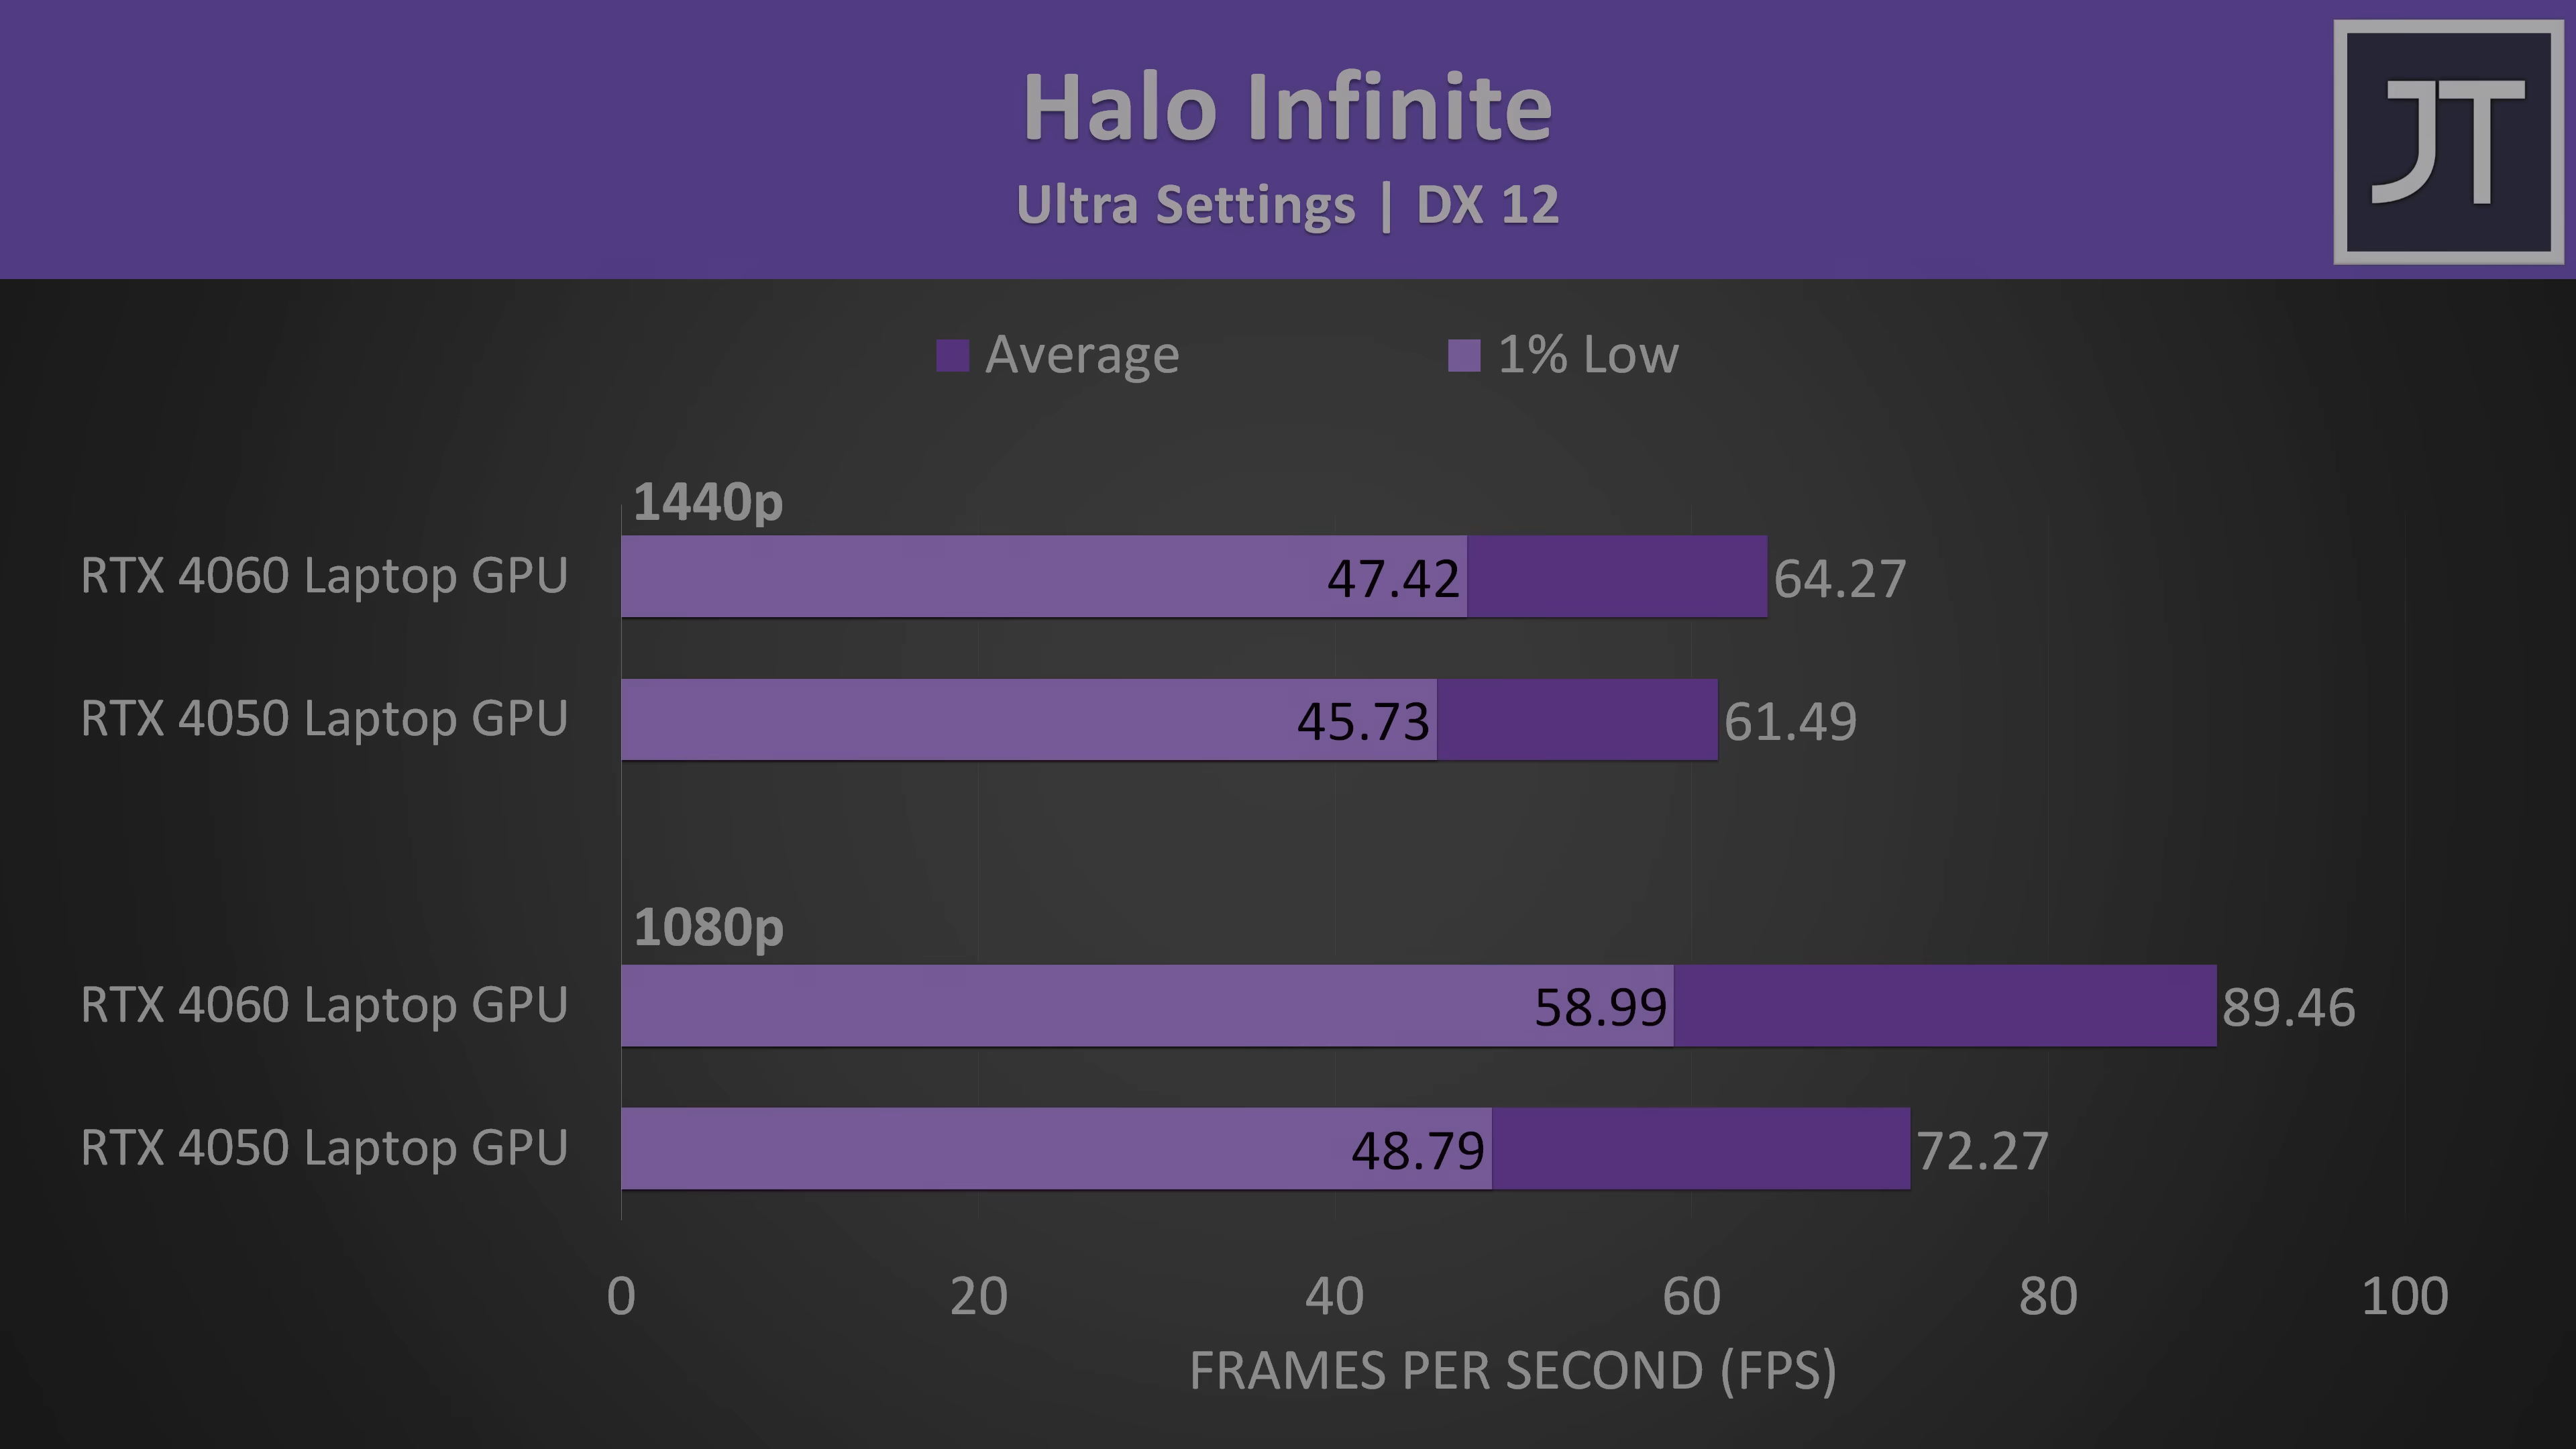 Halo Infinite
Ultra Settings | DX 12
JT
Average 1% Low
1440p
RTX 4060 Laptop GPU 47.42 64.27
RTX 4050 Laptop GPU 45.73 61.49
1080p
RTX 4060 Laptop GPU 58.99 89.46
RTX 4050 Laptop GPU 48.79 72.27
0 20 40 60 80 100
FRAMES PER SECOND (FPS)